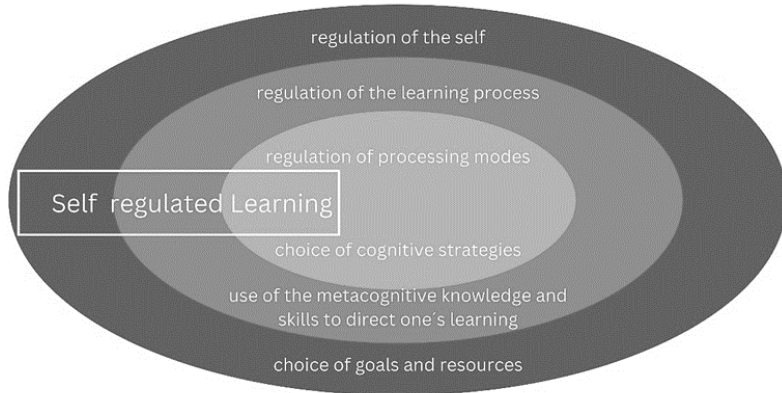 regulation of the self
regulation of the learning process
regulation of processing modes
Self regulated Learning
choice of cognitive strategies
use of the metacognitive knowledge and
skills to direct one´s learning
choice of goals and resources